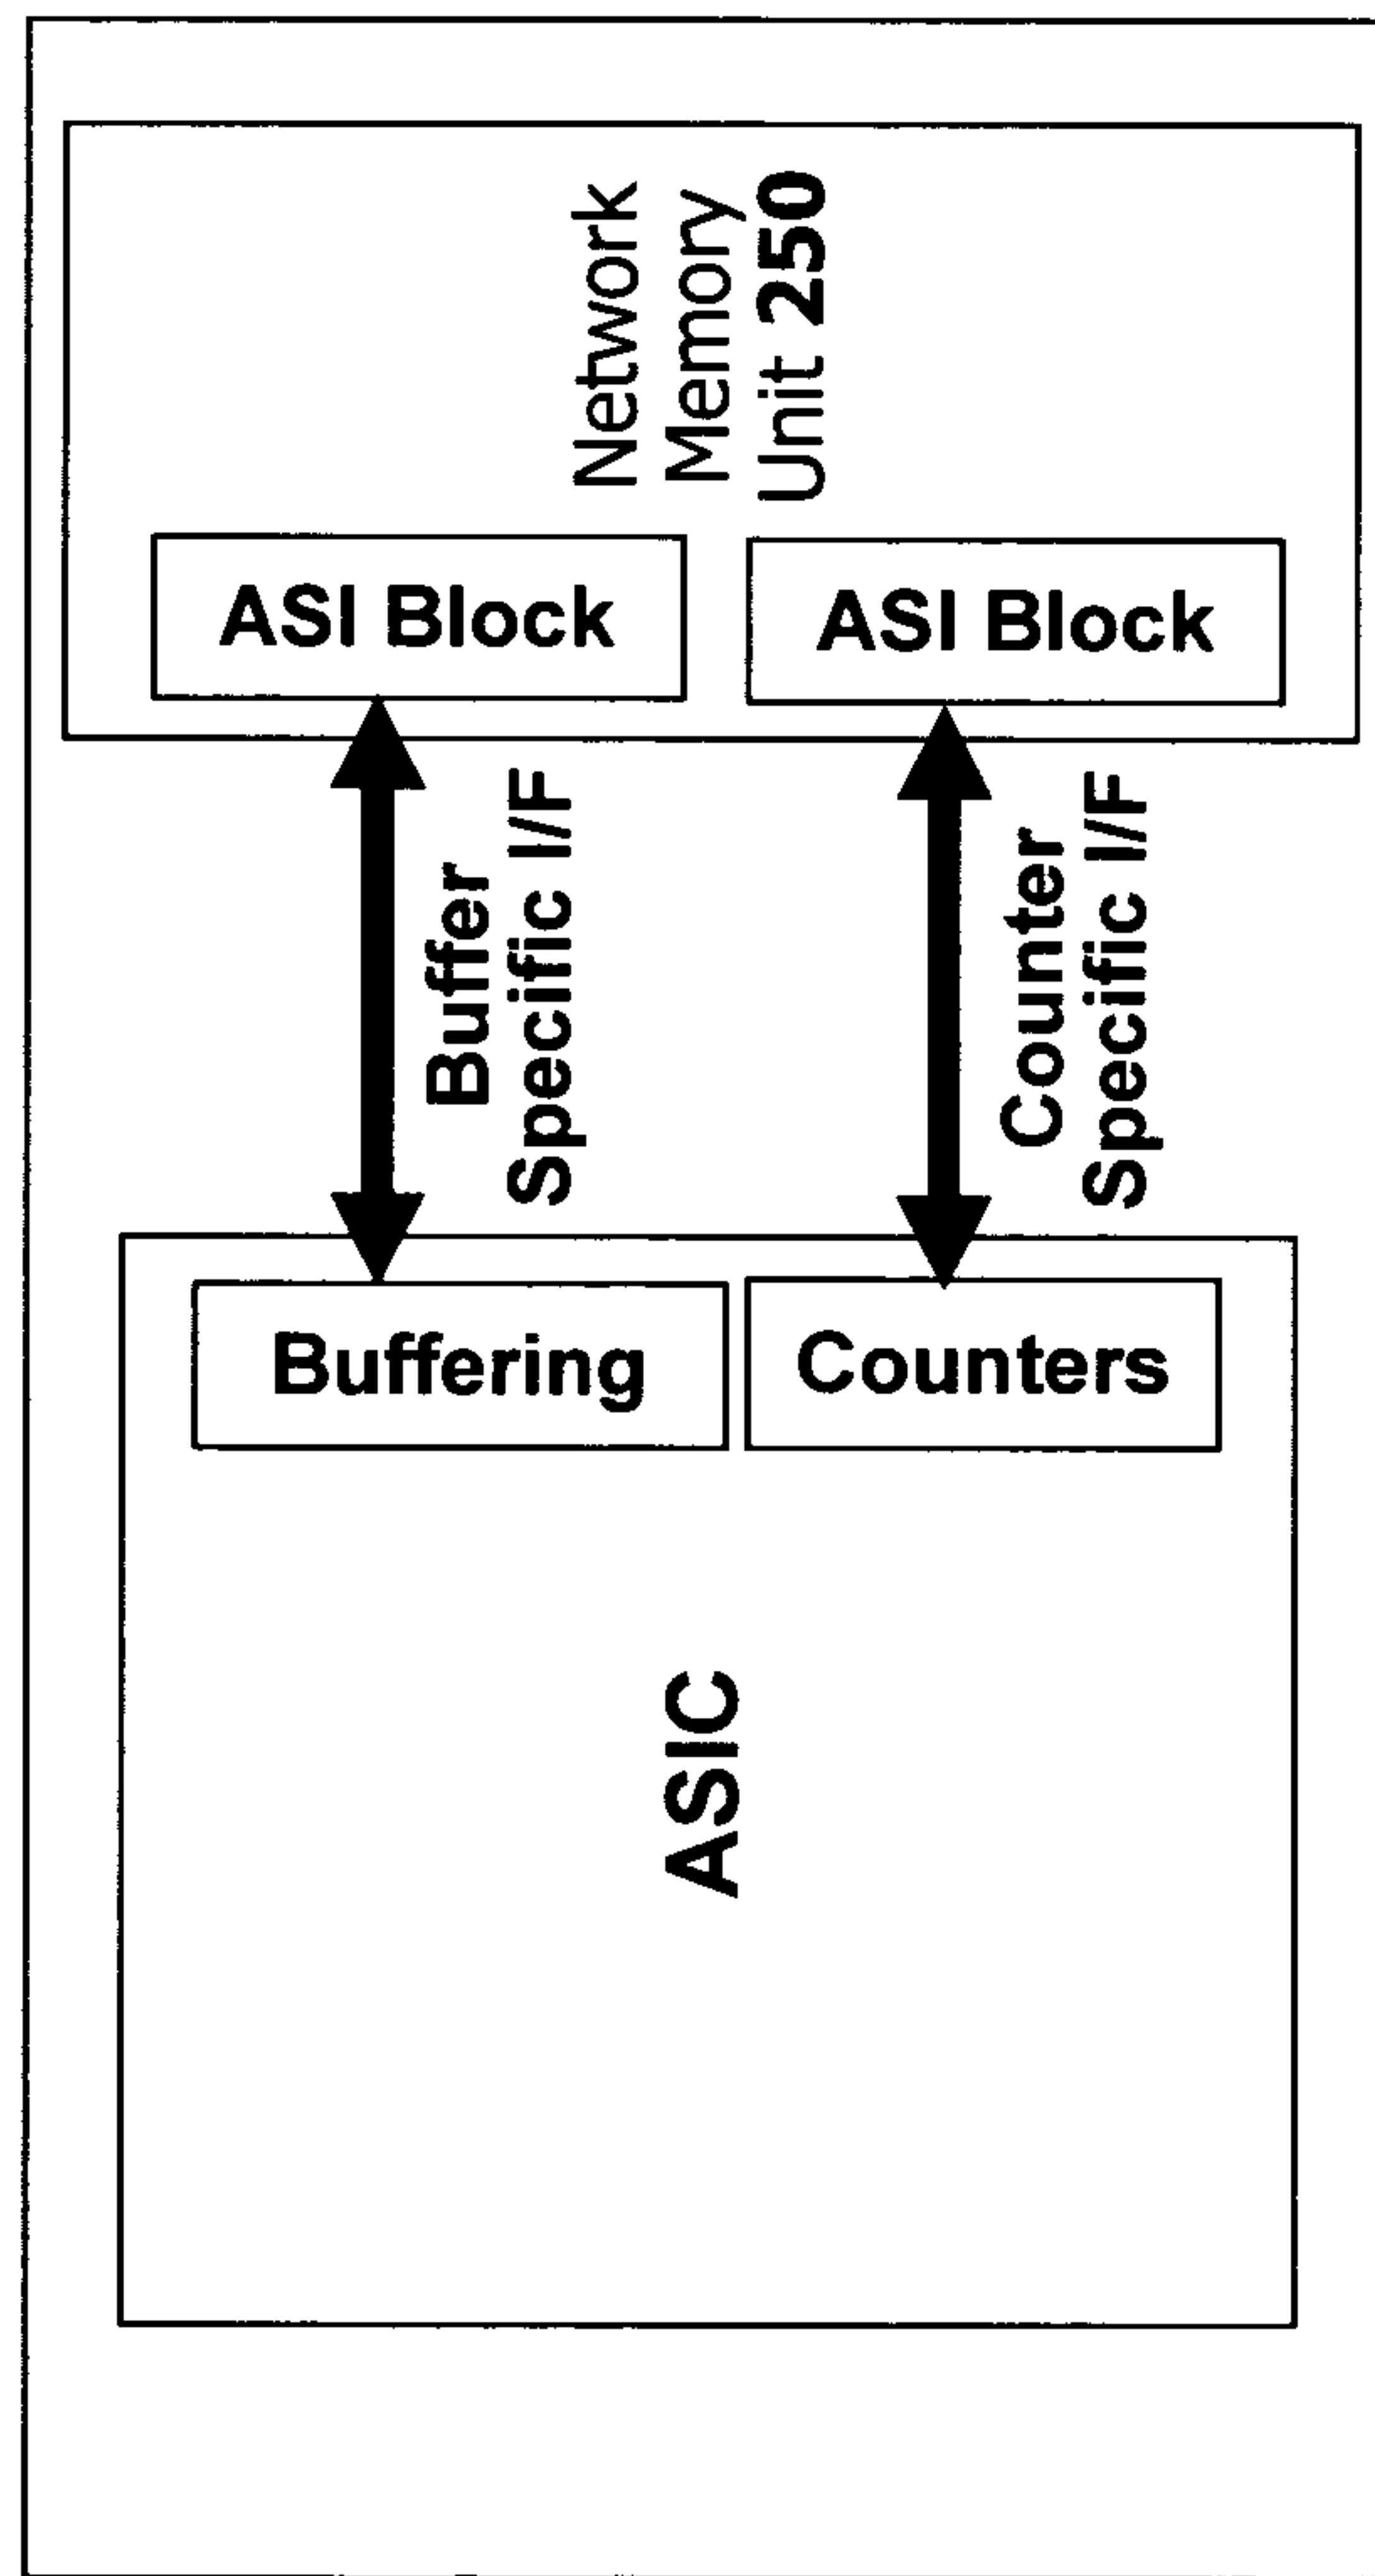 Network
Memory
Unit 250
ASI Block
ASI Block
Buffer
Specific I/F
Counter
Specific I/F
Buffering
Counters
ASIC